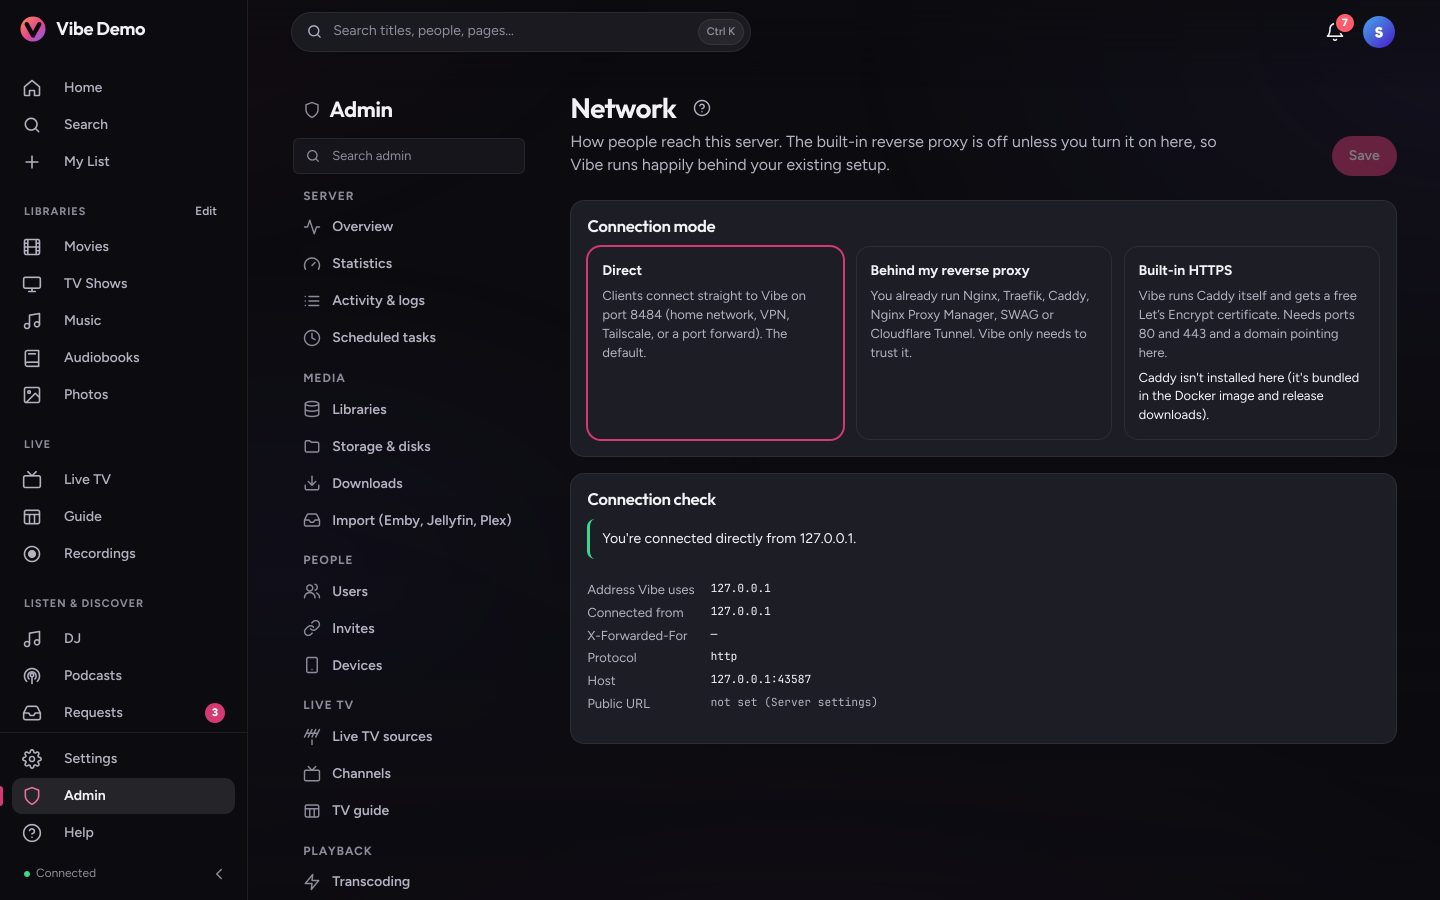 Vibe Demo
Search titles, people, pages...
Ctrl K
7
S
Home
Search
My List
LIBRARIES
Edit
Movies
TV Shows
Music
Audiobooks
Photos
LIVE
Live TV
Guide
Recordings
LISTEN & DISCOVER
DJ
Podcasts
Requests
3
Settings
Admin
Help
Connected
Admin
Search admin
SERVER
Overview
Statistics
Activity & logs
Scheduled tasks
MEDIA
Libraries
Storage & disks
Downloads
Import (Emby, Jellyfin, Plex)
PEOPLE
Users
Invites
Devices
LIVE TV
Live TV sources
Channels
TV guide
PLAYBACK
Transcoding
Network
How people reach this server. The built-in reverse proxy is off unless you turn it on here, so
Vibe runs happily behind your existing setup.
Save
Connection mode
Direct
Clients connect straight to Vibe on
port 8484 (home network, VPN,
Tailscale, or a port forward). The
default.
Behind my reverse proxy
You already run Nginx, Traefik, Caddy,
Nginx Proxy Manager, SWAG or
Cloudflare Tunnel. Vibe only needs to
trust it.
Built-in HTTPS
Vibe runs Caddy itself and gets a free
Let's Encrypt certificate. Needs ports
80 and 443 and a domain pointing
here.
Caddy isn't installed here (it's bundled
in the Docker image and release
downloads).
Connection check
You're connected directly from 127.0.0.1.
Address Vibe uses 127.0.0.1
Connected from 127.0.0.1
X-Forwarded-For —
Protocol http
Host 127.0.0.1:43587
Public URL not set (Server settings)